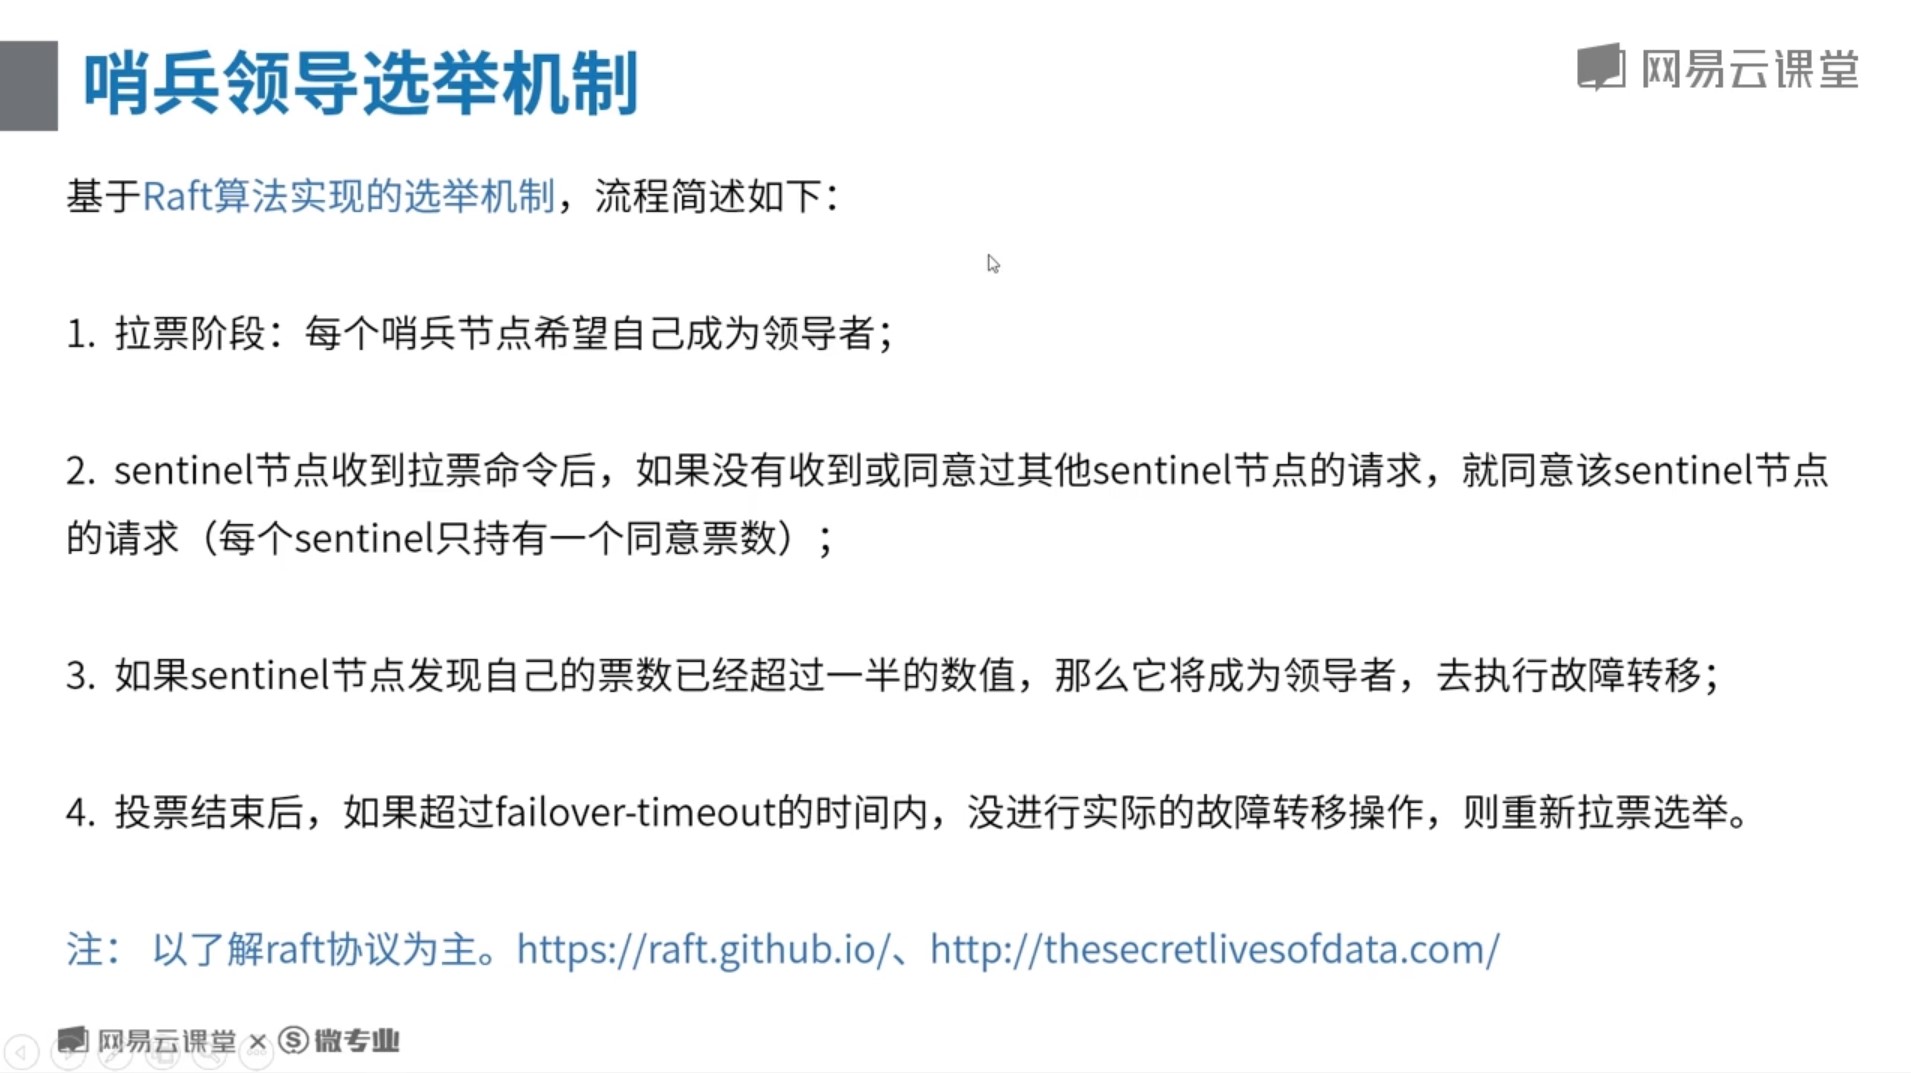 哨兵领导选举机制
网易云课堂
基于Raft算法实现的选举机制，流程简述如下：
1. 拉票阶段：每个哨兵节点希望自己成为领导者；
2. sentinel节点收到拉票命令后，如果没有收到或同意过其他sentinel节点的请求，就同意该sentinel节点
的请求（每个sentinel只持有一个同意票数）；
3. 如果sentinel节点发现自己的票数已经超过一半的数值，那么它将成为领导者，去执行故障转移；
4. 投票结束后，如果超过failover-timeout的时间内，没进行实际的故障转移操作，则重新拉票选举。
注： 以了解raft协议为主。https://raft.github.io/、http://thesecretlivesofdata.com/
网易云课堂 × S 微专业